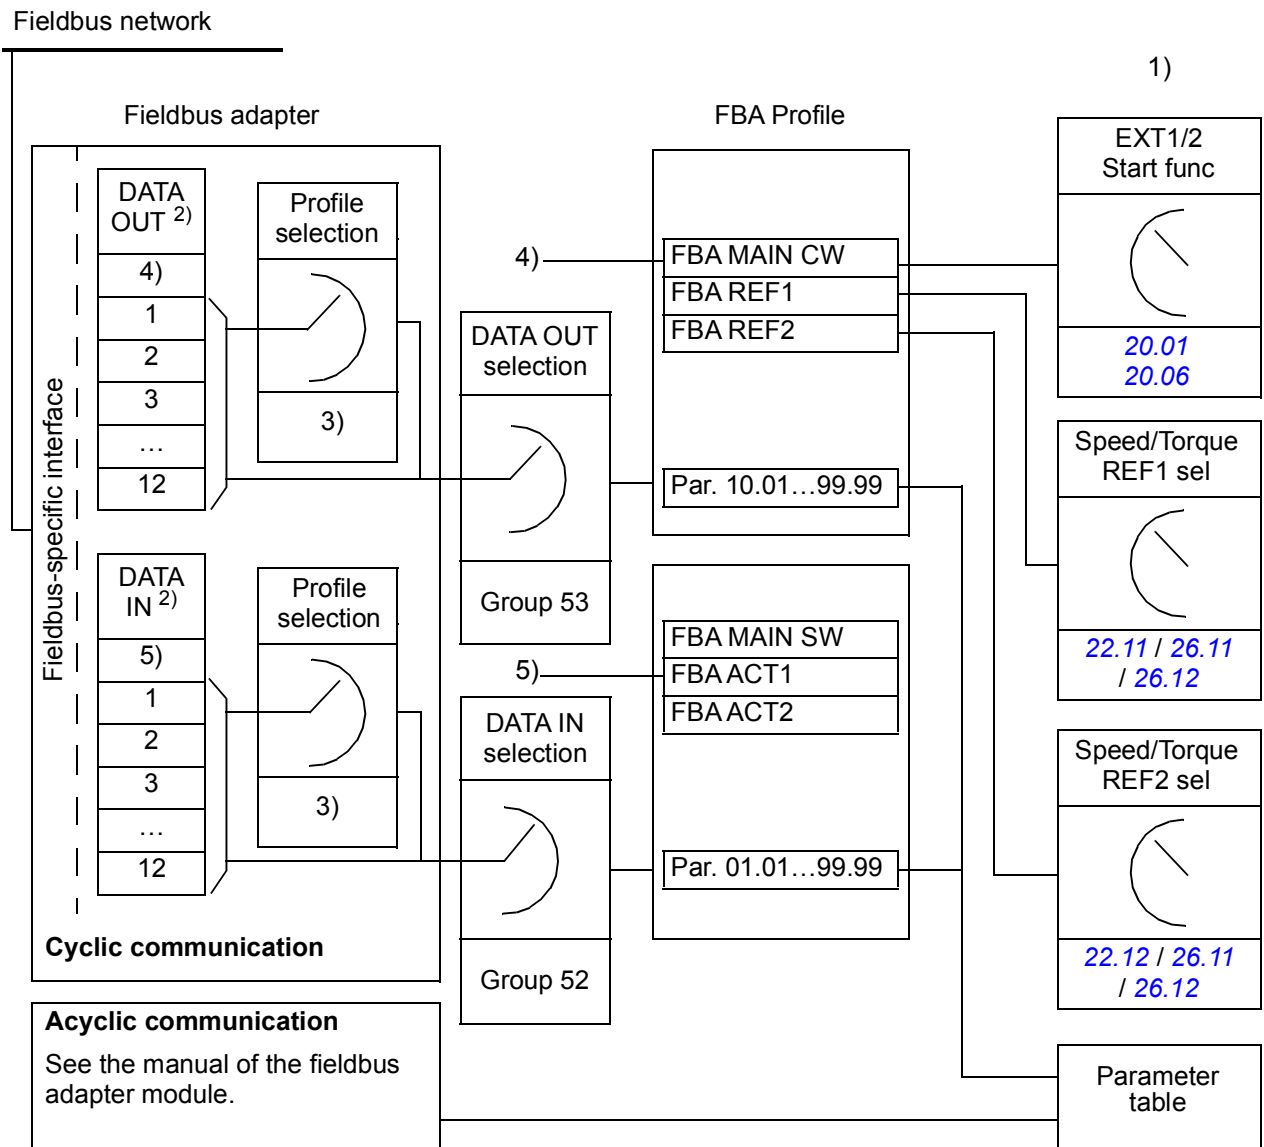 Fieldbus network
1)
Fieldbus adapter
FBA Profile
Fieldbus-specific interface
DATA
OUT 2)
4)
1
2
3
…
12
Profile
selection
3)
DATA
IN 2)
5)
1
2
3
…
12
Profile
selection
3)
Cyclic communication
DATA OUT
selection
Group 53
DATA IN
selection
Group 52
4)
FBA MAIN CW
FBA REF1
FBA REF2
Par. 10.01…99.99
5)
FBA MAIN SW
FBA ACT1
FBA ACT2
Par. 01.01…99.99
EXT1/2
Start func
20.01
20.06
Speed/Torque
REF1 sel
22.11 / 26.11
/ 26.12
Speed/Torque
REF2 sel
22.12 / 26.11
/ 26.12
Acyclic communication
See the manual of the fieldbus
adapter module.
Parameter
table